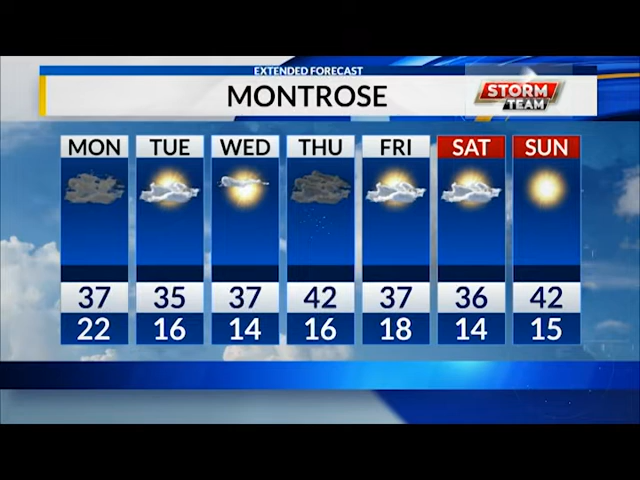 EXTENDED FORECAST
MONTROSE
STORM
TEAM
MON TUE WED THU FRI SAT SUN
37 35 37 42 37 36 42
22 16 14 16 18 14 15